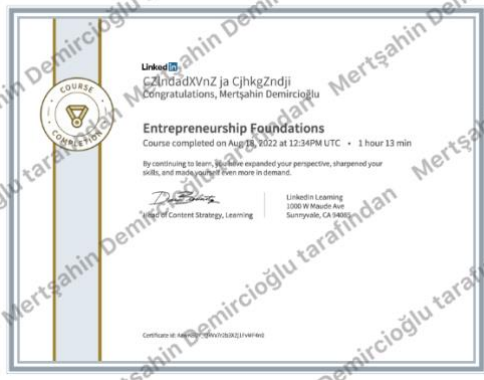 LinkedIn
CZlndadXVnZ ja CjhkgZndji
Congratulations, Mertşahin Demircioğlu
COURSE
COMPLETION
Entrepreneurship Foundations
Course completed on Aug 18, 2022 at 12:34PM UTC • 1 hour 13 min
By continuing to learn, you have expanded your perspective, sharpened your
skills, and made yourself even more in demand.
Head of Content Strategy, Learning
LinkedIn Learning
1000 W Maude Ave
Sunnyvale, CA 94085
Certificate Id:
Mertşahin Demircioğlu tarafından